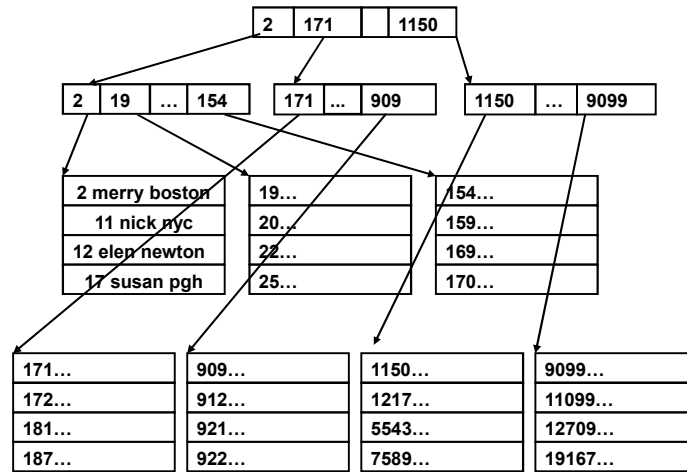 2 171 1150
2 19 ... 154 171 ... 909 1150 ... 9099
2 merry boston 19... 154...
11 nick nyc 20... 159...
12 elen newton 22... 169...
17 susan pgh 25... 170...
171... 909... 1150... 9099...
172... 912... 1217... 11099...
181... 921... 5543... 12709...
187... 922... 7589... 19167...